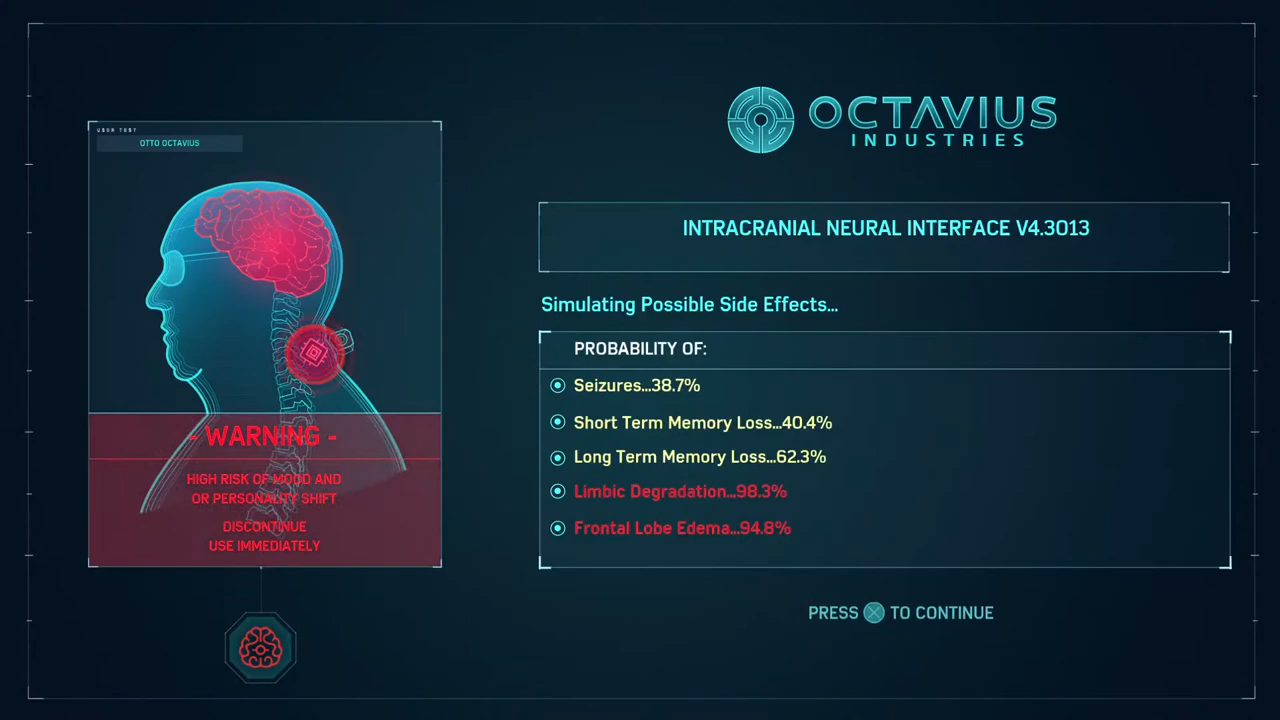 USER TEST
OTTO OCTAVIUS
- WARNING -
HIGH RISK OF MOOD AND
OR PERSONALITY SHIFT
DISCONTINUE
USE IMMEDIATELY
OCTAVIUS
INDUSTRIES
INTRACRANIAL NEURAL INTERFACE V4.3013
Simulating Possible Side Effects...
PROBABILITY OF:
Seizures...38.7%
Short Term Memory Loss...40.4%
Long Term Memory Loss...62.3%
Limbic Degradation...98.3%
Frontal Lobe Edema...94.8%
PRESS ⓧ TO CONTINUE